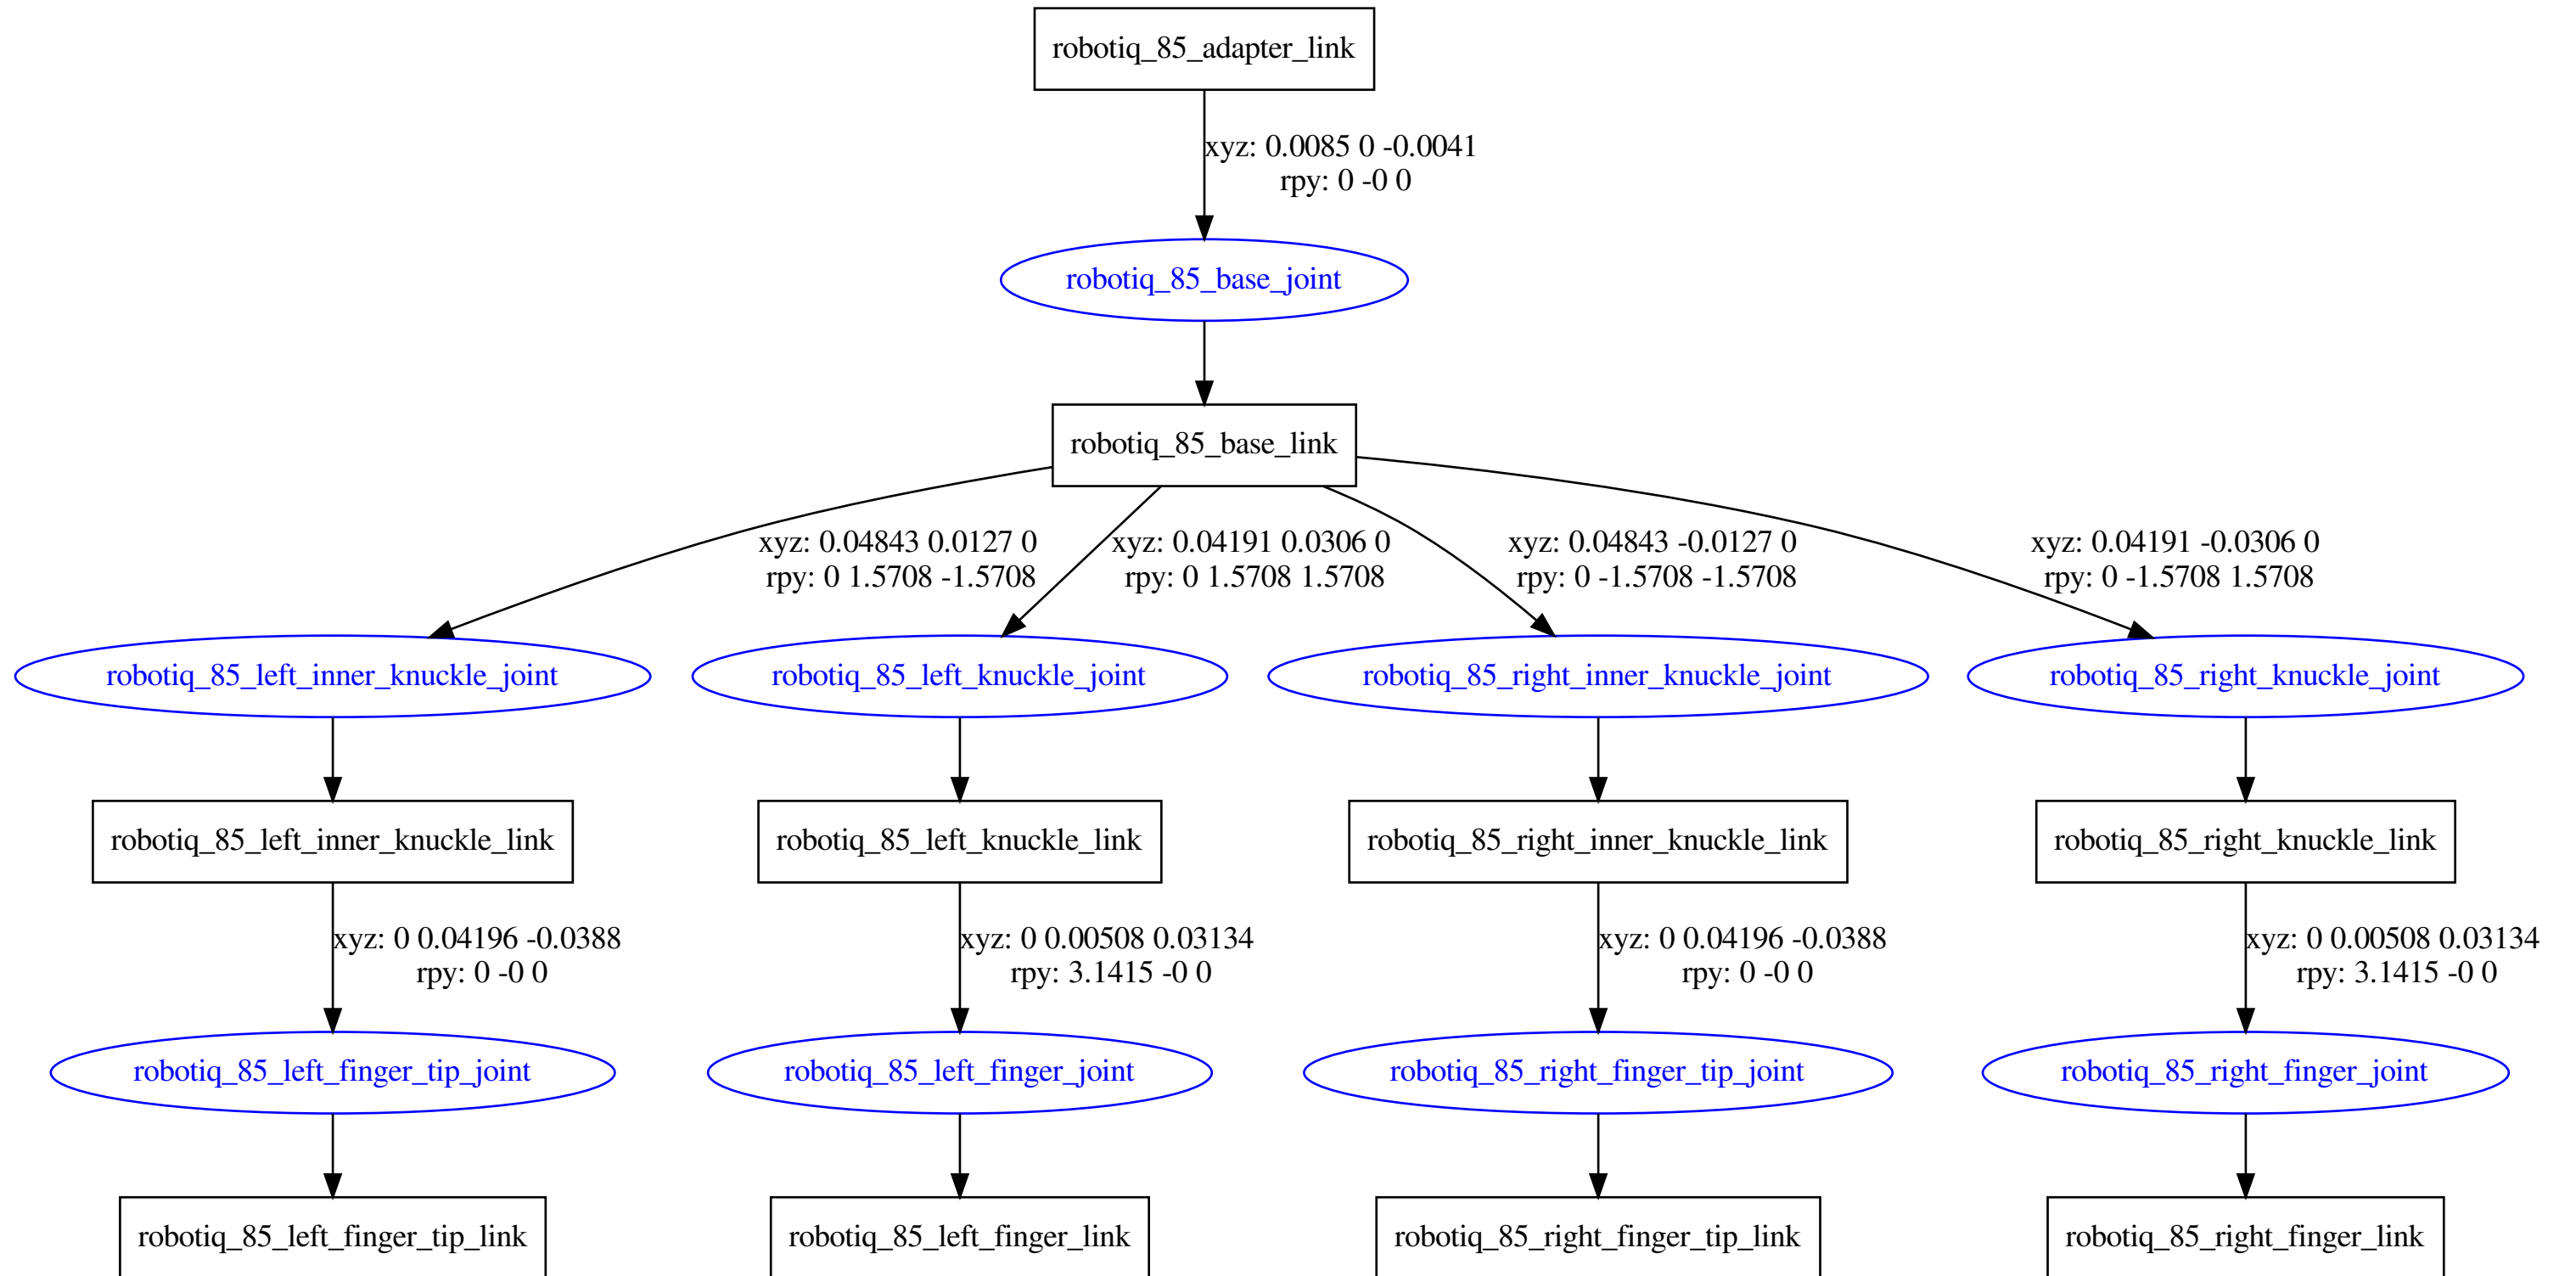 robotiq_85_adapter_link
xyz: 0.0085 0 -0.0041
rpy: 0 -0 0
robotiq_85_base_joint
robotiq_85_base_link
xyz: 0.04843 0.0127 0
rpy: 0 1.5708 -1.5708
xyz: 0.04191 0.0306 0
rpy: 0 1.5708 1.5708
xyz: 0.04843 -0.0127 0
rpy: 0 -1.5708 -1.5708
xyz: 0.04191 -0.0306 0
rpy: 0 -1.5708 1.5708
robotiq_85_left_inner_knuckle_joint
robotiq_85_left_knuckle_joint
robotiq_85_right_inner_knuckle_joint
robotiq_85_right_knuckle_joint
robotiq_85_left_inner_knuckle_link
robotiq_85_left_knuckle_link
robotiq_85_right_inner_knuckle_link
robotiq_85_right_knuckle_link
xyz: 0 0.04196 -0.0388
rpy: 0 -0 0
xyz: 0 0.00508 0.03134
rpy: 3.1415 -0 0
xyz: 0 0.04196 -0.0388
rpy: 0 -0 0
xyz: 0 0.00508 0.03134
rpy: 3.1415 -0 0
robotiq_85_left_finger_tip_joint
robotiq_85_left_finger_joint
robotiq_85_right_finger_tip_joint
robotiq_85_right_finger_joint
robotiq_85_left_finger_tip_link
robotiq_85_left_finger_link
robotiq_85_right_finger_tip_link
robotiq_85_right_finger_link